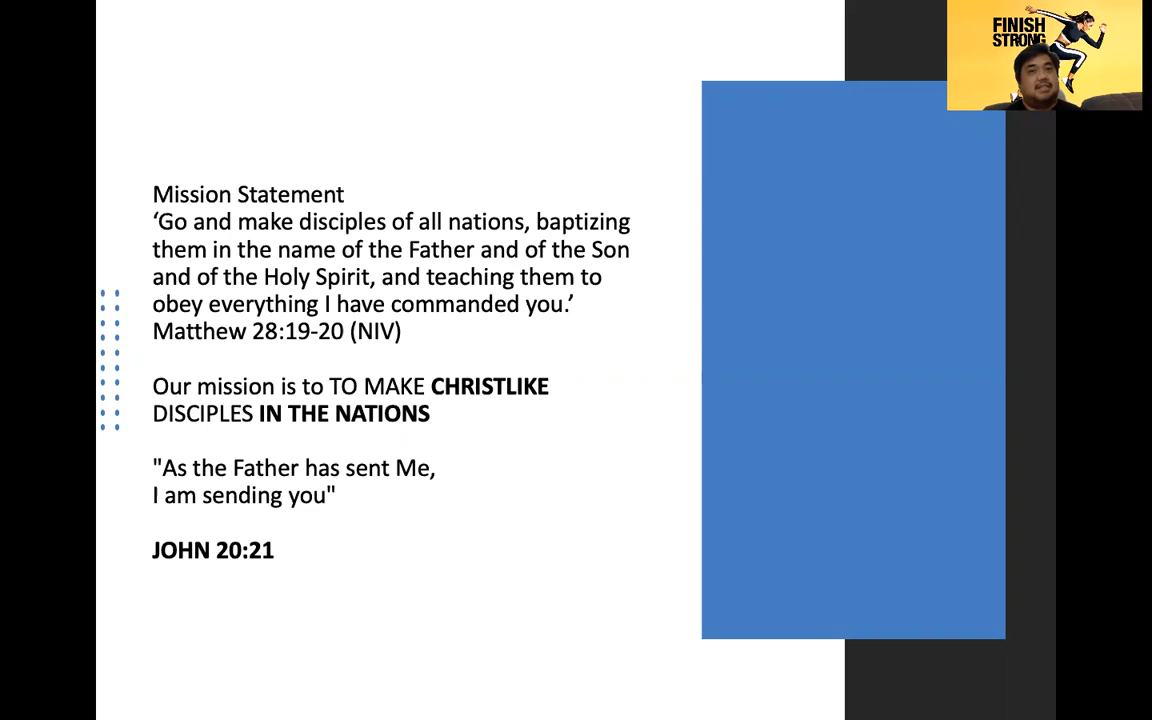 FINISH
STRONG
Mission Statement
‘Go and make disciples of all nations, baptizing
them in the name of the Father and of the Son
and of the Holy Spirit, and teaching them to
obey everything I have commanded you.’
Matthew 28:19-20 (NIV)
Our mission is to TO MAKE CHRISTLIKE
DISCIPLES IN THE NATIONS
"As the Father has sent Me,
I am sending you"
JOHN 20:21